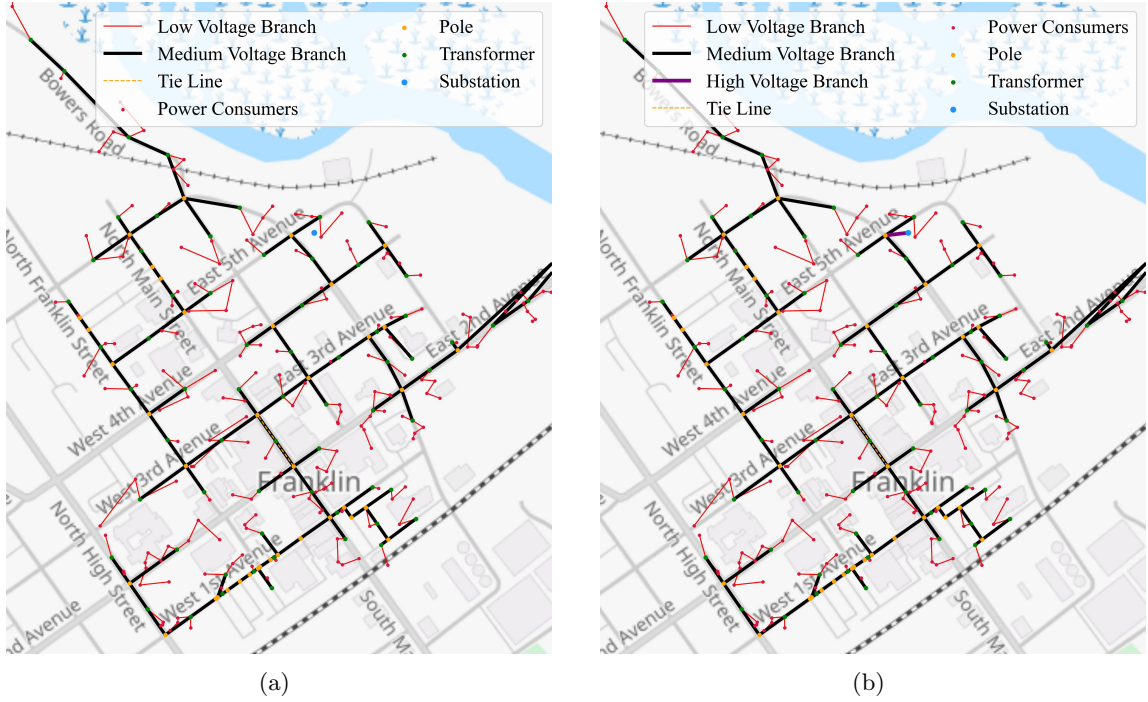 Low Voltage Branch
Medium Voltage Branch
Tie Line
Power Consumers
Pole
Transformer
Substation
Bowers Road
North Franklin Street
North Main Street
East 5th Avenue
East 3rd Avenue
East 2nd Avenue
West 4th Avenue
West 3rd Avenue
Franklin
North High Street
West 1st Avenue
nd Avenue
South Ma
(a)
Low Voltage Branch
Medium Voltage Branch
High Voltage Branch
Tie Line
Power Consumers
Pole
Transformer
Substation
Bowers Road
North Franklin Street
North Main Street
East 5th Avenue
East 3rd Avenue
East 2nd Avenue
West 4th Avenue
West 3rd Avenue
Franklin
North High Street
West 1st Avenue
nd Avenue
South Ma
(b)